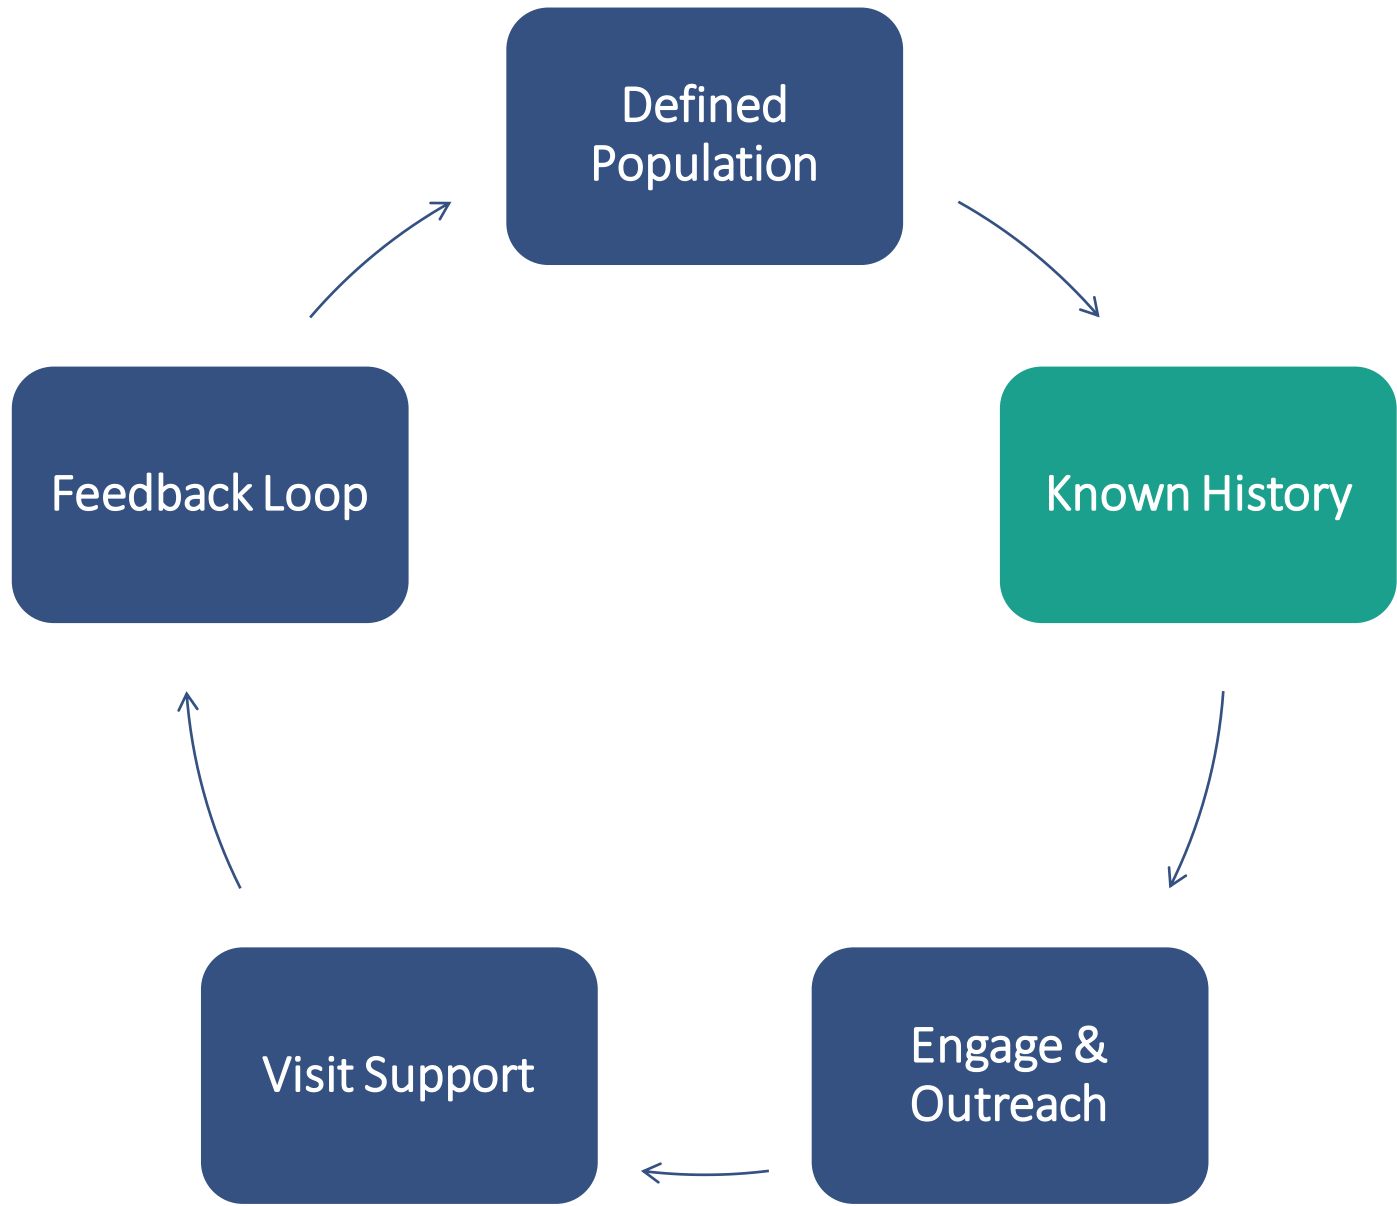 Defined
Population
Known History
Engage &
Outreach
Visit Support
Feedback Loop